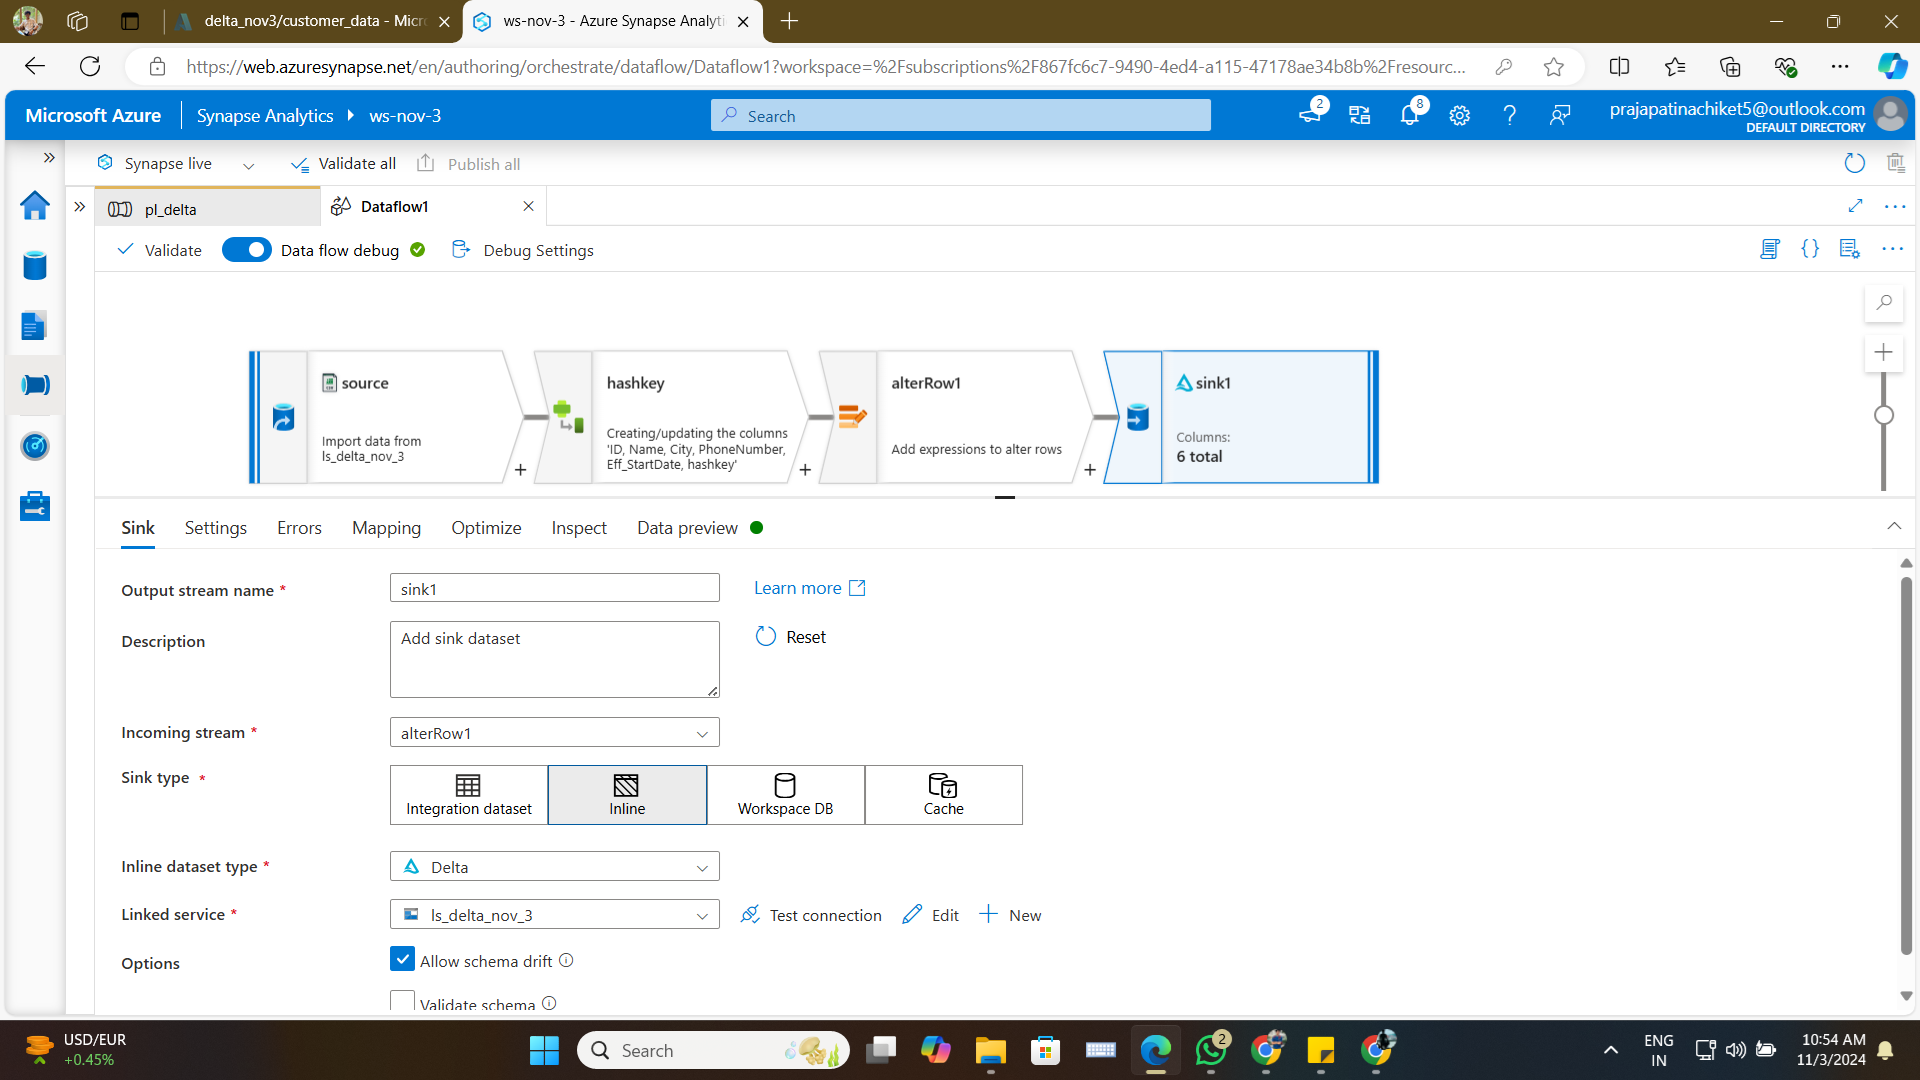 delta_nov3/customer_data - Micr
ws-nov-3 - Azure Synapse Analyti
https://web.azuresynapse.net/en/authoring/orchestrate/dataflow/Dataflow1?workspace=%2Fsubscriptions%2F867fc6c7-9490-4ed4-a115-47178ae34b8b%2Fresourc...
Microsoft Azure
Synapse Analytics
ws-nov-3
Search
2
8
prajapatinachiket5@outlook.com
DEFAULT DIRECTORY
Synapse live
Validate all
Publish all
pl_delta
Dataflow1
Validate
Data flow debug
Debug Settings
source
Import data from
ls_delta_nov_3
hashkey
Creating/updating the columns
'ID, Name, City, PhoneNumber,
Eff_StartDate, hashkey'
alterRow1
Add expressions to alter rows
sink1
Columns:
6 total
Sink
Settings
Errors
Mapping
Optimize
Inspect
Data preview
Output stream name *
sink1
Learn more
Description
Add sink dataset
Reset
Incoming stream *
alterRow1
Sink type *
Integration dataset
Inline
Workspace DB
Cache
Inline dataset type *
Delta
Linked service *
ls_delta_nov_3
Test connection
Edit
New
Options
Allow schema drift
Validate schema
USD/EUR
+0.45%
Search
2
ENG
IN
10:54 AM
11/3/2024